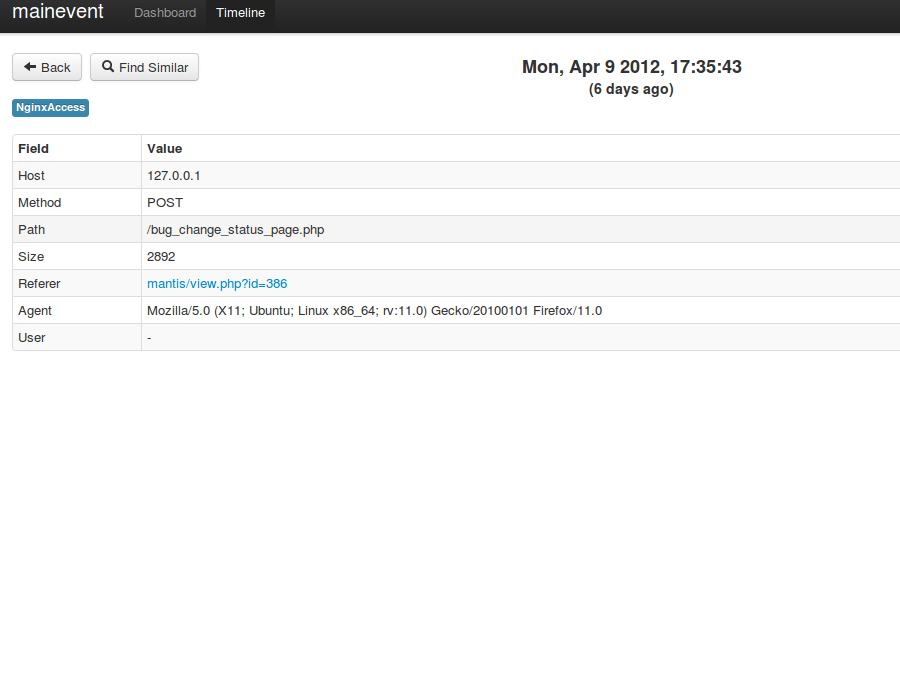 mainevent Dashboard Timeline
Back Find Similar
Mon, Apr 9 2012, 17:35:43
(6 days ago)
NginxAccess
Field Value
Host 127.0.0.1
Method POST
Path /bug_change_status_page.php
Size 2892
Referer mantis/view.php?id=386
Agent Mozilla/5.0 (X11; Ubuntu; Linux x86_64; rv:11.0) Gecko/20100101 Firefox/11.0
User -